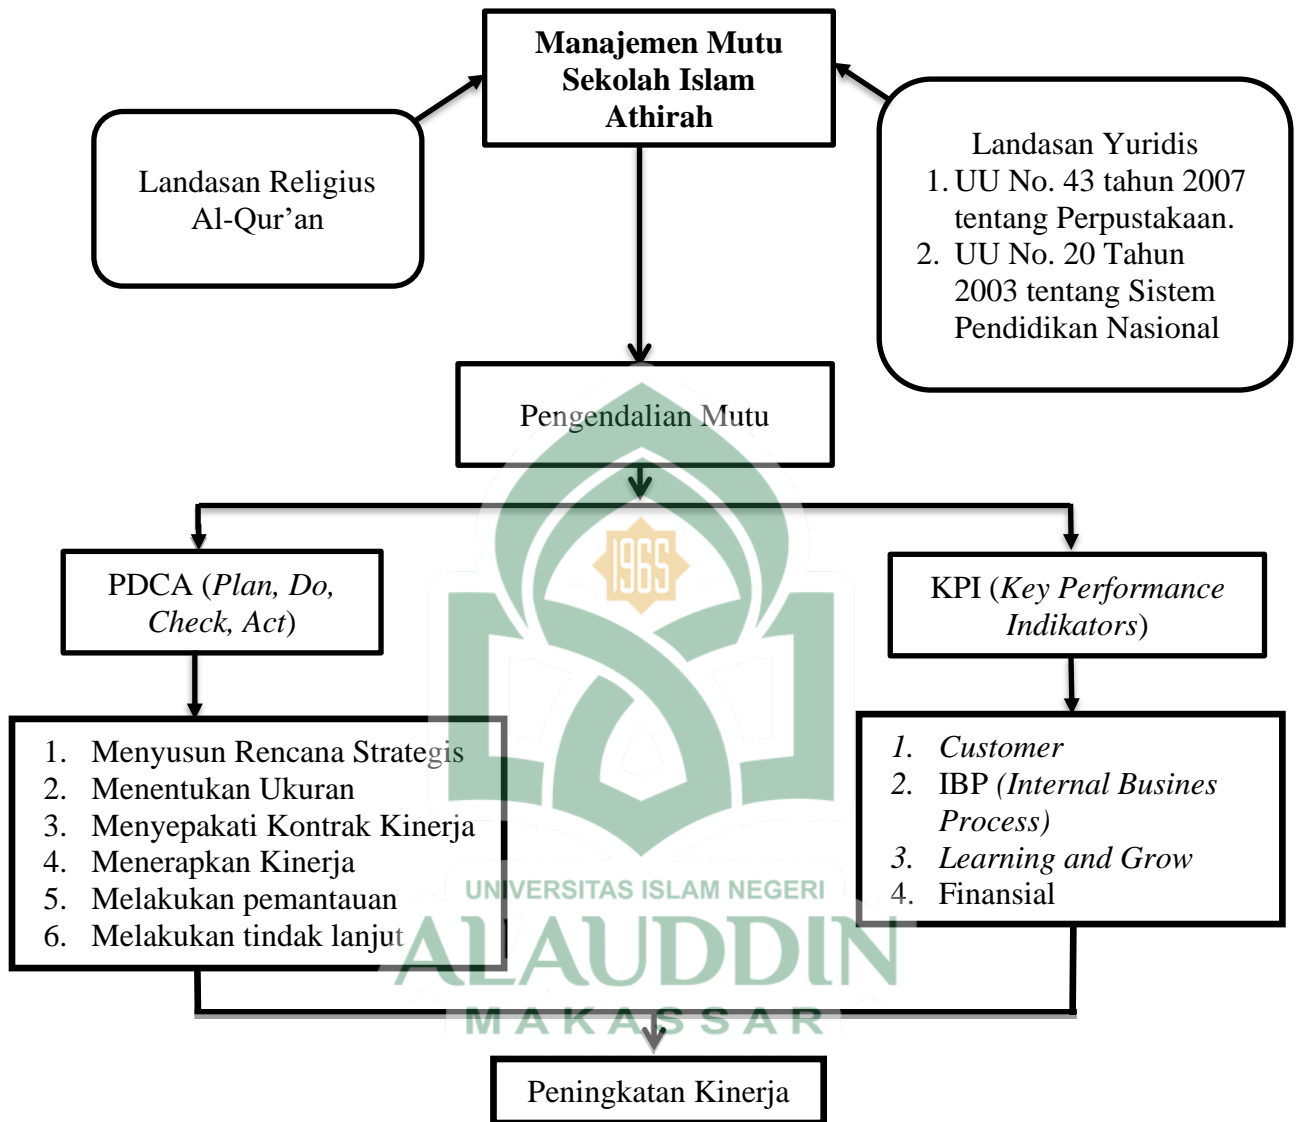 Manajemen Mutu
Sekolah Islam
Athirah
Landasan Religius
Al-Qur’an
Landasan Yuridis
1. UU No. 43 tahun 2007
tentang Perpustakaan.
2. UU No. 20 Tahun
2003 tentang Sistem
Pendidikan Nasional
Pengendalian Mutu
1965
PDCA (Plan, Do,
Check, Act)
KPI (Key Performance
Indikators)
1. Menyusun Rencana Strategis
2. Menentukan Ukuran
3. Menyepakati Kontrak Kinerja
4. Menerapkan Kinerja
5. Melakukan pemantauan
6. Melakukan tindak lanjut
1. Customer
2. IBP (Internal Busines
Process)
3. Learning and Grow
4. Finansial
UNIVERSITAS ISLAM NEGERI
ALAUDDIN
MAKASSAR
Peningkatan Kinerja